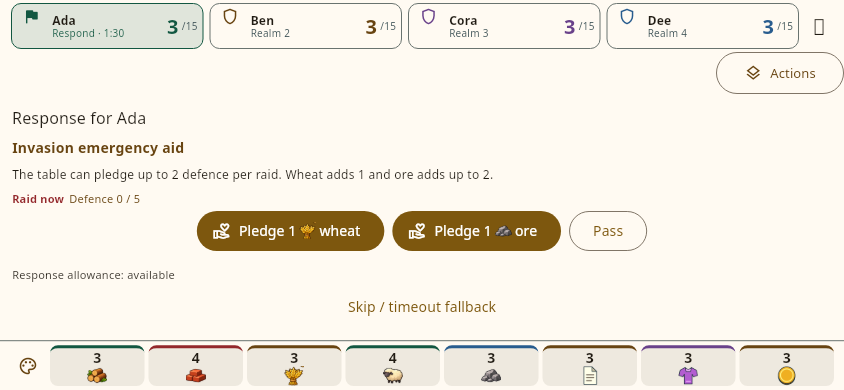 Ada
Respond · 1:30
3 /15
Ben
Realm 2
3 /15
Cora
Realm 3
3 /15
Dee
Realm 4
3 /15
Actions
Response for Ada
Invasion emergency aid
The table can pledge up to 2 defence per raid. Wheat adds 1 and ore adds up to 2.
Raid now Defence 0 / 5
Pledge 1 wheat
Pledge 1 ore
Pass
Response allowance: available
Skip / timeout fallback
3 4 3 4 3 3 3 3